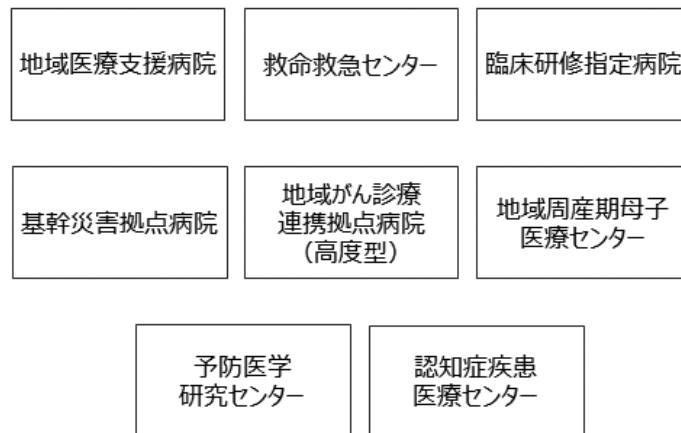 地域医療支援病院
救命救急センター
臨床研修指定病院
基幹災害拠点病院
地域がん診療
連携拠点病院
（高度型）
地域周産期母子
医療センター
予防医学
研究センター
認知症疾患
医療センター